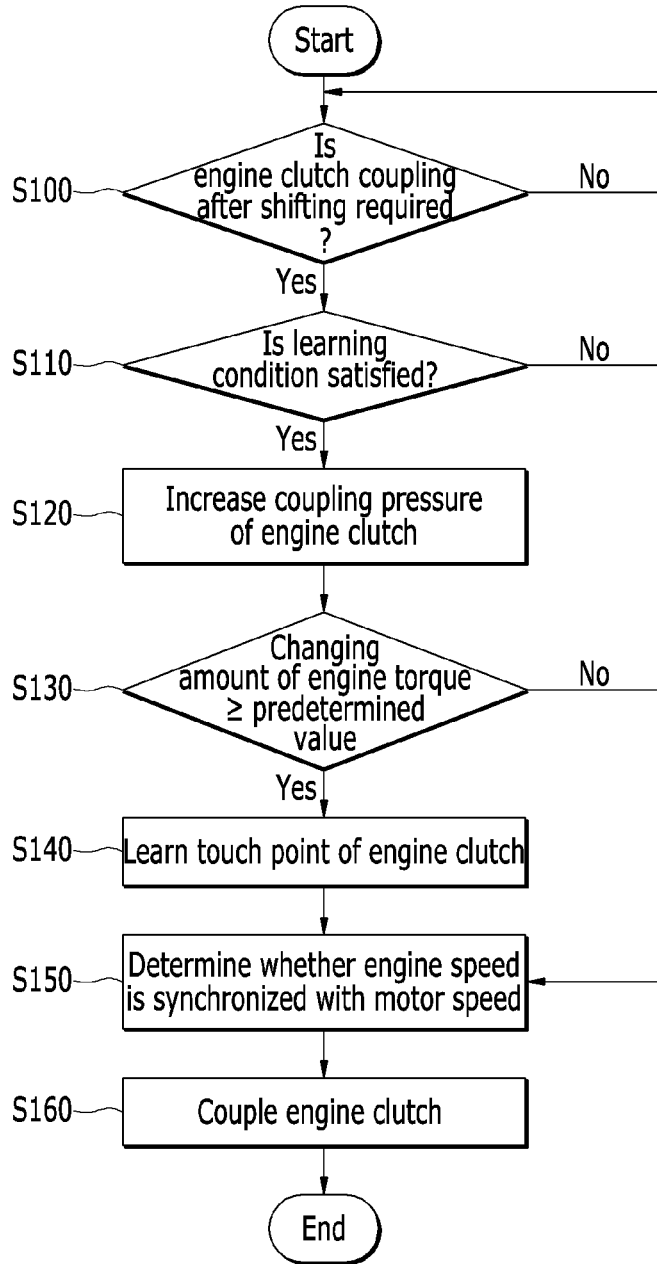 Start
Is
engine clutch coupling
after shifting required
?
S100
No
Yes
Is learning
condition satisfied?
S110
No
Yes
S120
Increase coupling pressure
of engine clutch
Changing
amount of engine torque
≥ predetermined
value
S130
No
Yes
S140
Learn touch point of engine clutch
S150
Determine whether engine speed
is synchronized with motor speed
S160
Couple engine clutch
End